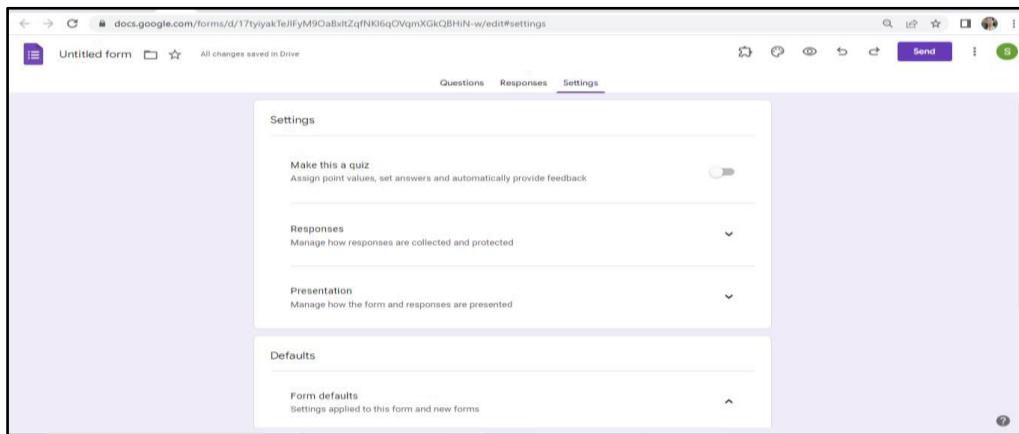 docs.google.com/forms/d/17tyiyakTeJlFyM9OaBxltZqfNKl6qOVqmXGkQBHiN-w/edit#settings
Untitled form All changes saved in Drive Send S
Questions Responses Settings
Settings
Make this a quiz
Assign point values, set answers and automatically provide feedback
Responses
Manage how responses are collected and protected
Presentation
Manage how the form and responses are presented
Defaults
Form defaults
Settings applied to this form and new forms